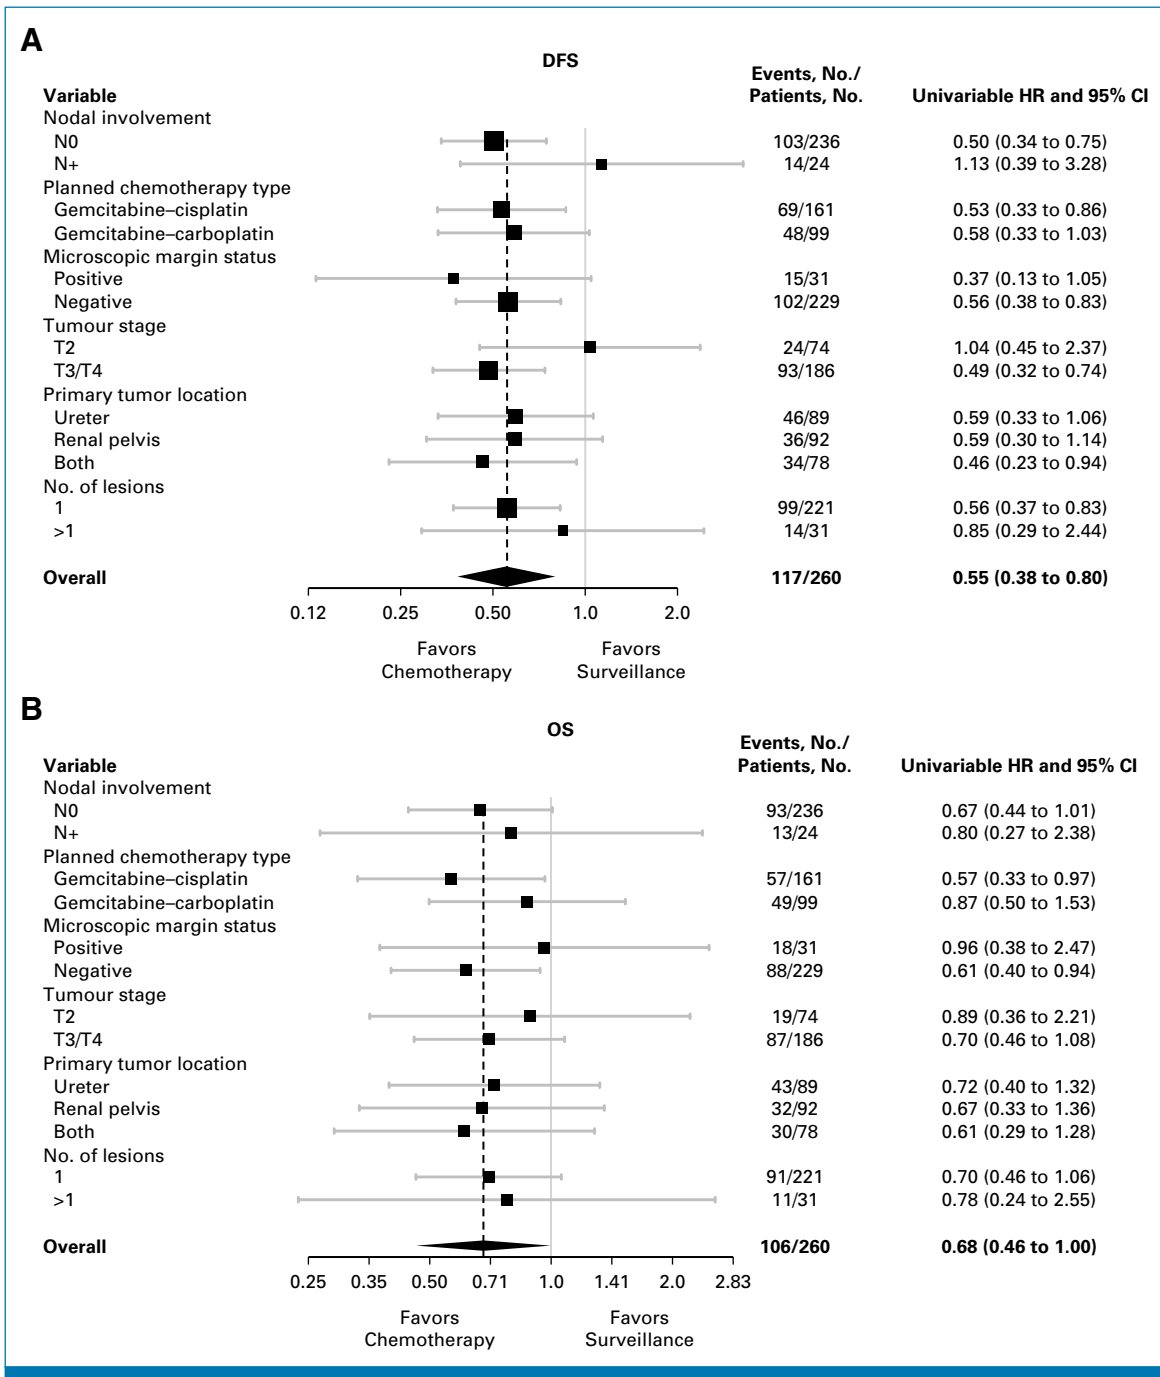 A
DFS
Events, No./
Variable Patients, No. Univariable HR and 95% CI
Nodal involvement
N0 103/236 0.50 (0.34 to 0.75)
N+ 14/24 1.13 (0.39 to 3.28)
Planned chemotherapy type
Gemcitabine–cisplatin 69/161 0.53 (0.33 to 0.86)
Gemcitabine–carboplatin 48/99 0.58 (0.33 to 1.03)
Microscopic margin status
Positive 15/31 0.37 (0.13 to 1.05)
Negative 102/229 0.56 (0.38 to 0.83)
Tumour stage
T2 24/74 1.04 (0.45 to 2.37)
T3/T4 93/186 0.49 (0.32 to 0.74)
Primary tumor location
Ureter 46/89 0.59 (0.33 to 1.06)
Renal pelvis 36/92 0.59 (0.30 to 1.14)
Both 34/78 0.46 (0.23 to 0.94)
No. of lesions
1 99/221 0.56 (0.37 to 0.83)
>1 14/31 0.85 (0.29 to 2.44)
Overall 117/260 0.55 (0.38 to 0.80)
0.12 0.25 0.50 1.0 2.0
Favors Favors
Chemotherapy Surveillance
B
OS
Events, No./
Variable Patients, No. Univariable HR and 95% CI
Nodal involvement
N0 93/236 0.67 (0.44 to 1.01)
N+ 13/24 0.80 (0.27 to 2.38)
Planned chemotherapy type
Gemcitabine–cisplatin 57/161 0.57 (0.33 to 0.97)
Gemcitabine–carboplatin 49/99 0.87 (0.50 to 1.53)
Microscopic margin status
Positive 18/31 0.96 (0.38 to 2.47)
Negative 88/229 0.61 (0.40 to 0.94)
Tumour stage
T2 19/74 0.89 (0.36 to 2.21)
T3/T4 87/186 0.70 (0.46 to 1.08)
Primary tumor location
Ureter 43/89 0.72 (0.40 to 1.32)
Renal pelvis 32/92 0.67 (0.33 to 1.36)
Both 30/78 0.61 (0.29 to 1.28)
No. of lesions
1 91/221 0.70 (0.46 to 1.06)
>1 11/31 0.78 (0.24 to 2.55)
Overall 106/260 0.68 (0.46 to 1.00)
0.25 0.35 0.50 0.71 1.0 1.41 2.0 2.83
Favors Favors
Chemotherapy Surveillance